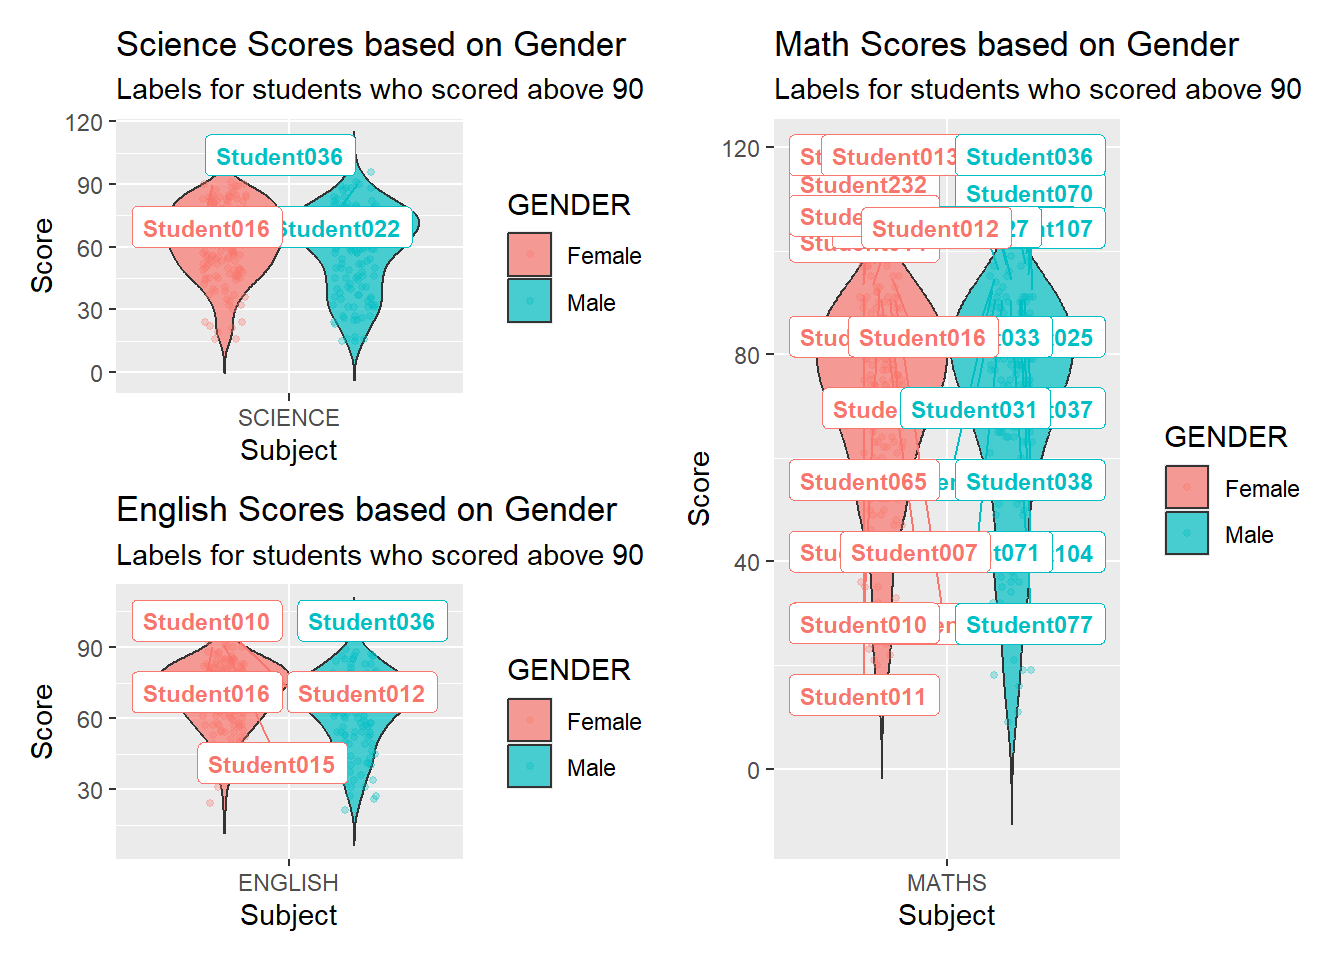 Science Scores based on Gender
Labels for students who scored above 90
120
90
60
30
0
Score
Student036
Student016
Student022
SCIENCE
Subject
GENDER
Female
Male
English Scores based on Gender
Labels for students who scored above 90
90
60
30
Score
Student010
Student036
Student016
Student012
Student015
ENGLISH
Subject
GENDER
Female
Male
Math Scores based on Gender
Labels for students who scored above 90
120
80
40
0
Score
Student013
Student036
Student232
Student070
Student012
Student016
Student031
Student065
Student038
Student007
Student010
Student077
Student011
MATHS
Subject
GENDER
Female
Male